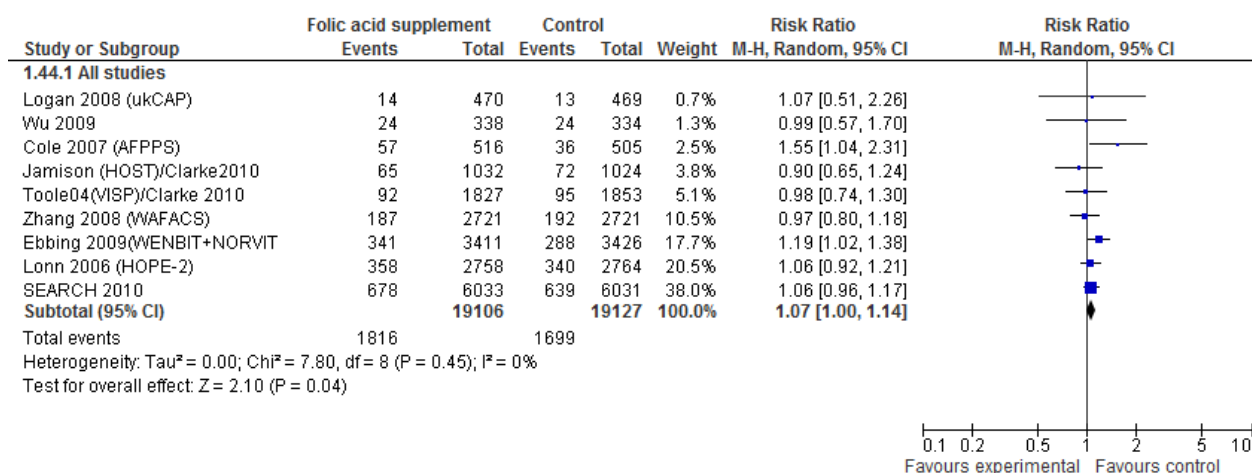 Folic acid supplement Control Risk Ratio Risk Ratio
Study or Subgroup Events Total Events Total Weight M-H, Random, 95% CI M-H, Random, 95% CI
1.44.1 All studies
Logan 2008 (ukCAP) 14 470 13 469 0.7% 1.07 [0.51, 2.26]
Wu 2009 24 338 24 334 1.3% 0.99 [0.57, 1.70]
Cole 2007 (AFPPS) 57 516 36 505 2.5% 1.55 [1.04, 2.31]
Jamison (HOST)/Clarke2010 65 1032 72 1024 3.8% 0.90 [0.65, 1.24]
Toole04(VISP)/Clarke 2010 92 1827 95 1853 5.1% 0.98 [0.74, 1.30]
Zhang 2008 (WAFACS) 187 2721 192 2721 10.5% 0.97 [0.80, 1.18]
Ebbing 2009(WENBIT+NORVIT 341 3411 288 3426 17.7% 1.19 [1.02, 1.38]
Lonn 2006 (HOPE-2) 358 2758 340 2764 20.5% 1.06 [0.92, 1.21]
SEARCH 2010 678 6033 639 6031 38.0% 1.06 [0.96, 1.17]
Subtotal (95% CI) 19106 19127 100.0% 1.07 [1.00, 1.14]
Total events 1816 1699
Heterogeneity: Tau² = 0.00; Chi² = 7.80, df = 8 (P = 0.45); I² = 0%
Test for overall effect: Z = 2.10 (P = 0.04)
0.1 0.2 0.5 1 2 5 10
Favours experimental Favours control